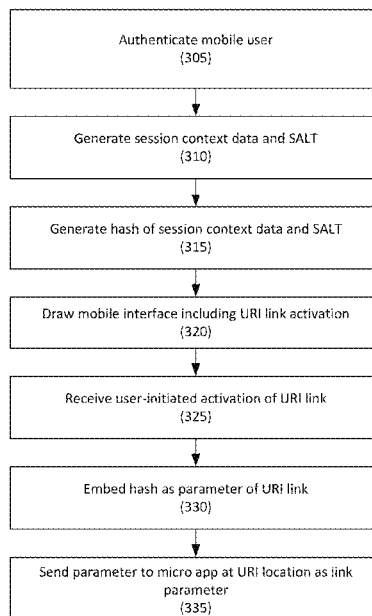 Authenticate mobile user
(305)
Generate session context data and SALT
(310)
Generate hash of session context data and SALT
(315)
Draw mobile interface including URI link activation
(320)
Receive user-initiated activation of URI link
(325)
Embed hash as parameter of URI link
(330)
Send parameter to micro app at URI location as link
parameter
(335)